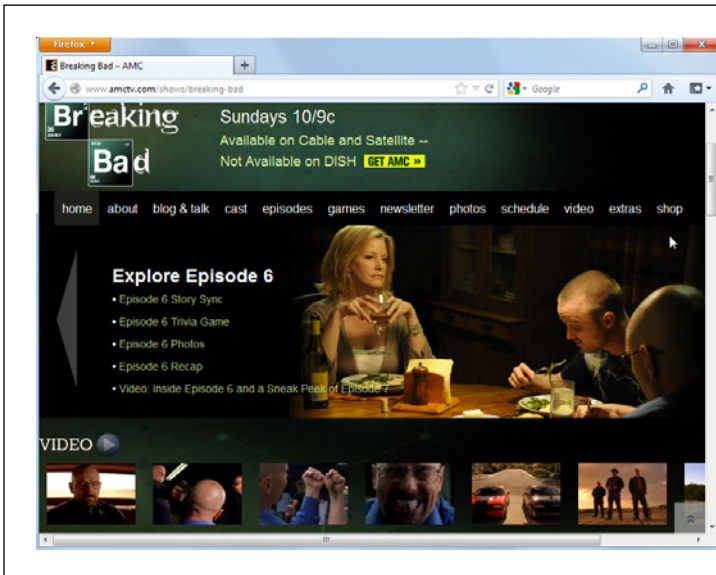 Firefox
Breaking Bad – AMC
www.amctv.com/shows/breaking-bad
Google
Breaking
Bad
Sundays 10/9c
Available on Cable and Satellite --
Not Available on DISH GET AMC »
home about blog & talk cast episodes games newsletter photos schedule video extras shop
Explore Episode 6
▪ Episode 6 Story Sync
▪ Episode 6 Trivia Game
▪ Episode 6 Photos
▪ Episode 6 Recap
▪ Video: Inside Episode 6 and a Sneak Peek of Episode 7
VIDEO